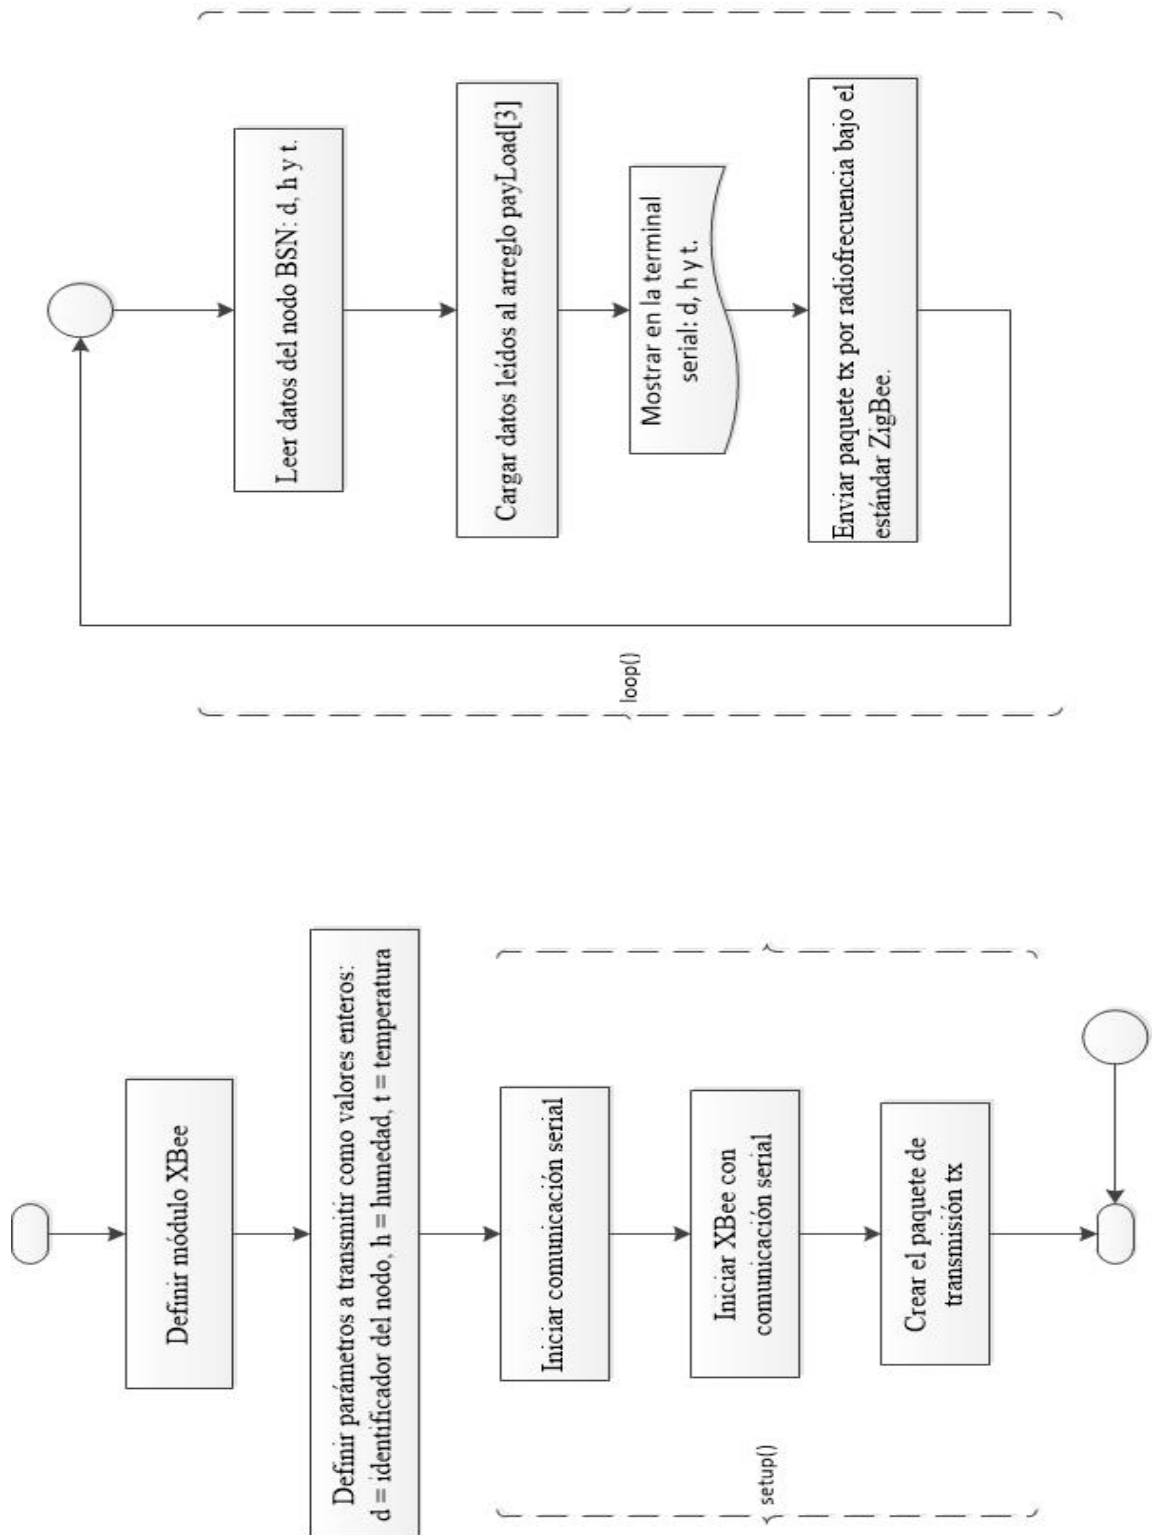 Definir módulo XBee
Definir parámetros a transmitir como valores enteros:
d = identificador del nodo, h = humedad, t = temperatura
setup()
Iniciar comunicación serial
Iniciar XBee con
comunicación serial
Crear el paquete de
transmisión tx
loop()
Leer datos del nodo BSN: d, h y t.
Cargar datos leídos al arreglo payLoad[3]
Mostrar en la terminal
serial: d, h y t.
Enviar paquete tx por radiofrecuencia bajo el
estándar ZigBee.